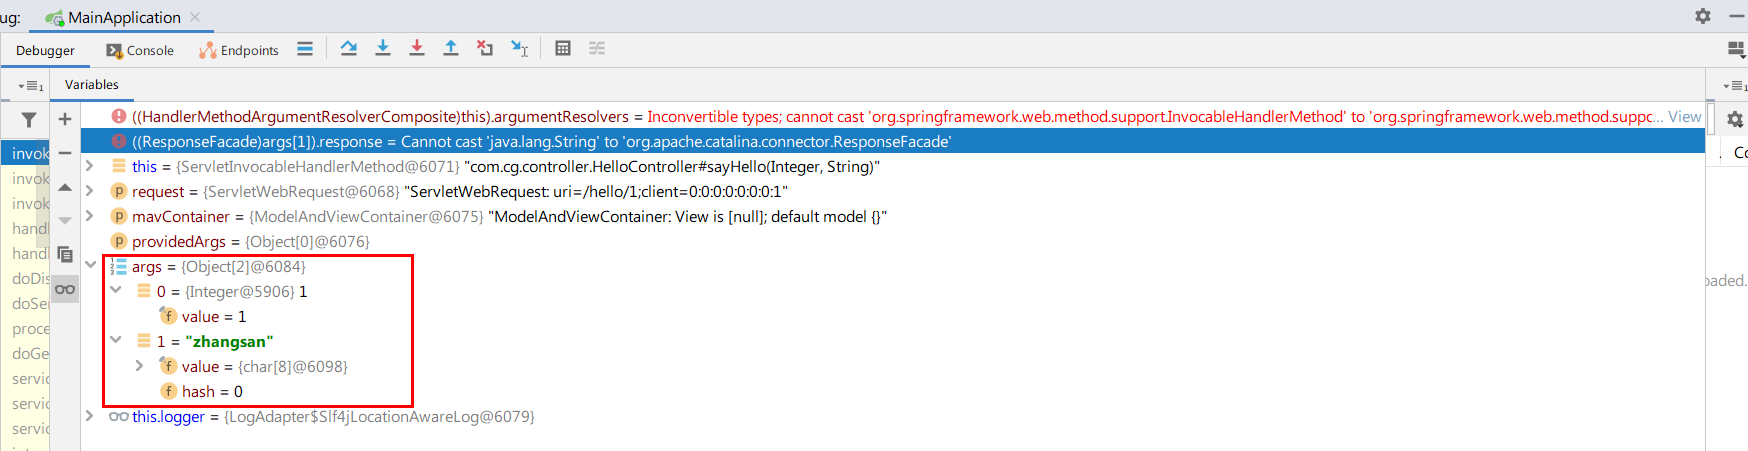 ug: MainApplication
Debugger Console Endpoints
Variables
((HandlerMethodArgumentResolverComposite)this).argumentResolvers = Inconvertible types; cannot cast 'org.springframework.web.method.support.InvocableHandlerMethod' to 'org.springframework.web.method.suppc... View
invok ((ResponseFacade)args[1]).response = Cannot cast 'java.lang.String' to 'org.apache.catalina.connector.ResponseFacade' Co
invok this = {ServletInvocableHandlerMethod@6071} "com.cg.controller.HelloController#sayHello(Integer, String)"
invok request = {ServletWebRequest@6068} "ServletWebRequest: uri=/hello/1;client=0:0:0:0:0:0:0:1"
handl mavContainer = {ModelAndViewContainer@6075} "ModelAndViewContainer: View is [null]; default model {}"
handl providedArgs = {Object[0]@6076}
doDis args = {Object[2]@6084} aded.
doSer 0 = {Integer@5906} 1
proce value = 1
doGe 1 = "zhangsan"
servic value = {char[8]@6098}
servic hash = 0
servic this.logger = {LogAdapter$Slf4jLocationAwareLog@6079}